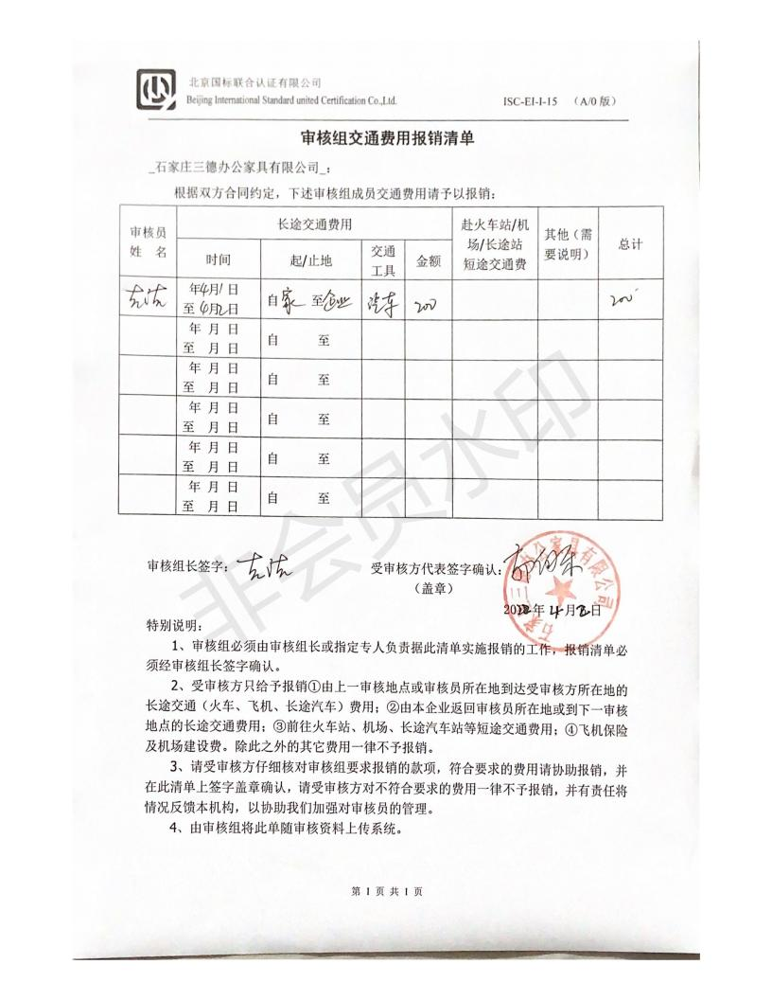 北京国标联合认证有限公司
Beijing International Standard united Certification Co.,Ltd.
ISC-EI-I-15 （A/0 版）
审核组交通费用报销清单
_石家庄三德办公家具有限公司_：
根据双方合同约定，下述审核组成员交通费用请予以报销：
审核员姓 名 长途交通费用 赴火车站/机场/长途站短途交通费 其他（需要说明） 总计
时间 起/止地 交通工具 金额
年4月1日 自家 至企业 汽车 200 200
至 4月2日
年 月 日
自 至
至 月 日
年 月 日
自 至
至 月 日
年 月 日
自 至
至 月 日
年 月 日
自 至
至 月 日
年 月 日
自 至
至 月 日
审核组长签字：
受审核方代表签字确认：
（盖章）
年 4 月 日
特别说明：
1、审核组必须由审核组长或指定专人负责据此清单实施报销的工作，报销清单必
须经审核组长签字确认。
2、受审核方只给予报销①由上一审核地点或审核员所在地到达受审核方所在地的
长途交通（火车、飞机、长途汽车）费用；②由本企业返回审核员所在地或到下一审核
地点的长途交通费用；③前往火车站、机场、长途汽车站等短途交通费用；④飞机保险
及机场建设费。除此之外的其它费用一律不予报销。
3、请受审核方仔细核对审核组要求报销的款项，符合要求的费用请协助报销，并
在此清单上签字盖章确认，请受审核方对不符合要求的费用一律不予报销，并有责任将
情况反馈本机构，以协助我们加强对审核员的管理。
4、由审核组将此单随审核资料上传系统。
第 1 页 共 1 页
非会员水印